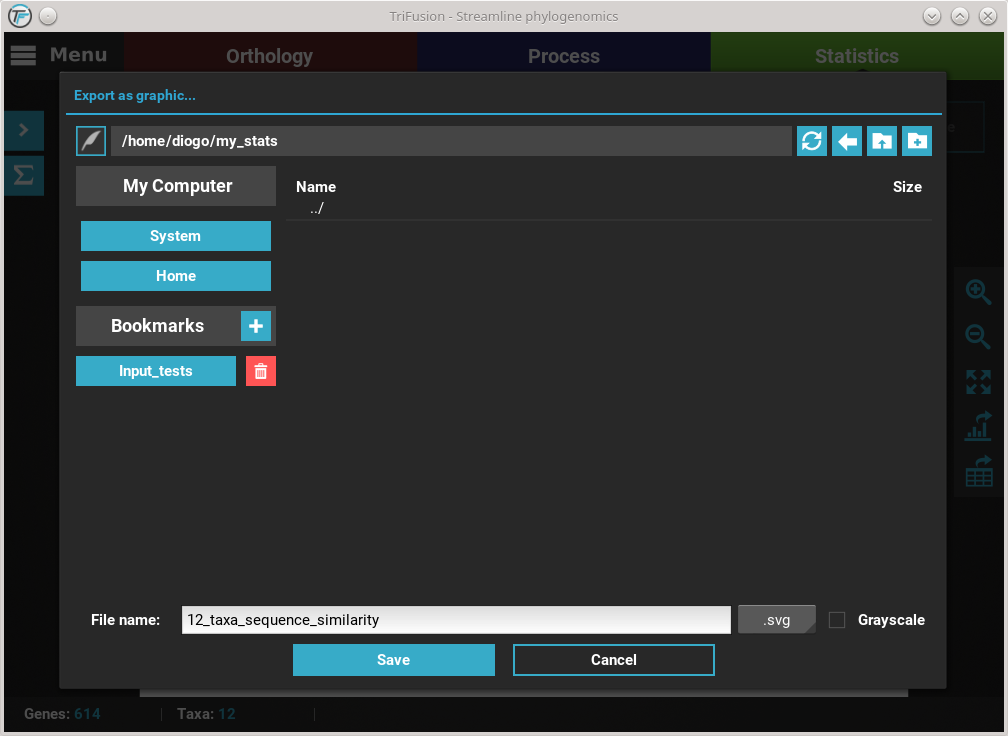 TriFusion - Streamline phylogenomics
Menu
Orthology
Process
Statistics
Export as graphic...
/home/diogo/my_stats
My Computer
Name
Size
../
System
Home
Bookmarks
Input_tests
File name:
12_taxa_sequence_similarity
.svg
Grayscale
Save
Cancel
Genes: 614
Taxa: 12